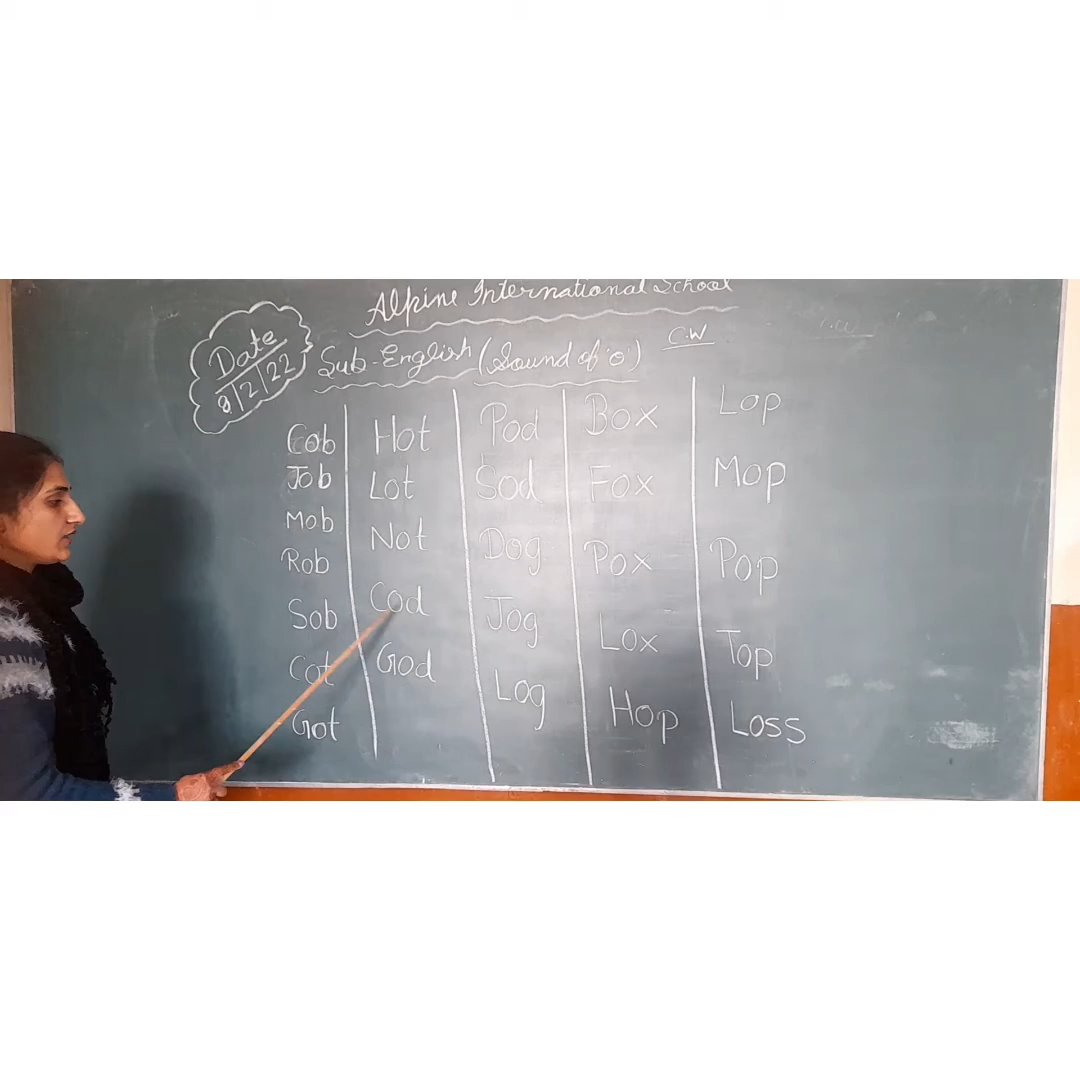 Alpine International School
Date
8/2/22
Sub-English (Sound of 'o')
C.W
Cob
Job
Mob
Rob
Sob
Cot
Got
Hot
Lot
Not
Cod
God
Pod
Sod
Dog
Jog
Log
Box
Fox
Pox
Lox
Hop
Lop
Mop
Pop
Top
Loss